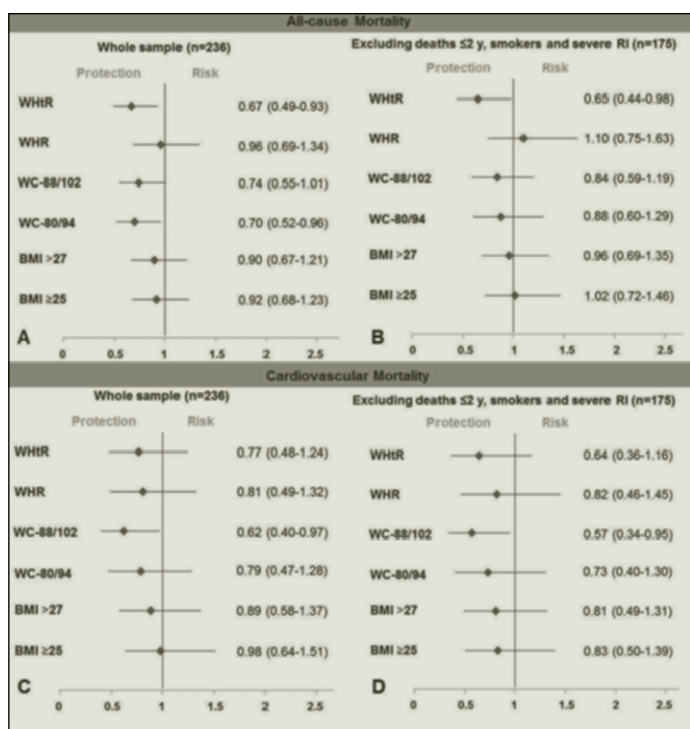 All-cause Mortality
Whole sample (n=236)
Protection Risk
WHtR 0.67 (0.49-0.93)
WHR 0.96 (0.69-1.34)
WC-88/102 0.74 (0.55-1.01)
WC-80/94 0.70 (0.52-0.96)
BMI >27 0.90 (0.67-1.21)
BMI ≥25 0.92 (0.68-1.23)
A
0 0.5 1 1.5 2 2.5
Excluding deaths ≤2 y, smokers and severe RI (n=175)
Protection Risk
WHtR 0.65 (0.44-0.98)
WHR 1.10 (0.75-1.63)
WC-88/102 0.84 (0.59-1.19)
WC-80/94 0.88 (0.60-1.29)
BMI >27 0.96 (0.69-1.35)
BMI ≥25 1.02 (0.72-1.46)
B
0 0.5 1 1.5 2 2.5
Cardiovascular Mortality
Whole sample (n=236)
Protection Risk
WHtR 0.77 (0.48-1.24)
WHR 0.81 (0.49-1.32)
WC-88/102 0.62 (0.40-0.97)
WC-80/94 0.79 (0.47-1.28)
BMI >27 0.89 (0.58-1.37)
BMI ≥25 0.98 (0.64-1.51)
C
0 0.5 1 1.5 2 2.5
Excluding deaths ≤2 y, smokers and severe RI (n=175)
Protection Risk
WHtR 0.64 (0.36-1.16)
WHR 0.82 (0.46-1.45)
WC-88/102 0.57 (0.34-0.95)
WC-80/94 0.73 (0.40-1.30)
BMI >27 0.81 (0.49-1.31)
BMI ≥25 0.83 (0.50-1.39)
D
0 0.5 1 1.5 2 2.5